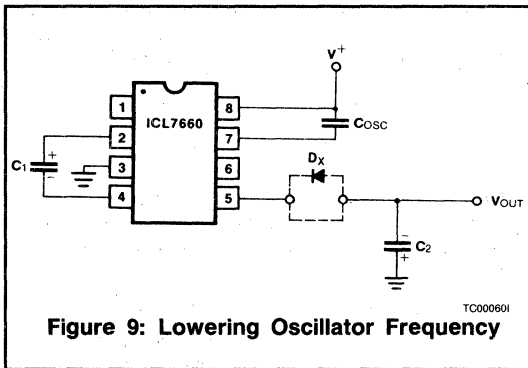 V+
1
ICL7660
8
COSC
2
7
C1
+
-
3
6
DX
4
5
VOUT
-
+
C2
TC00060I
Figure 9: Lowering Oscillator Frequency